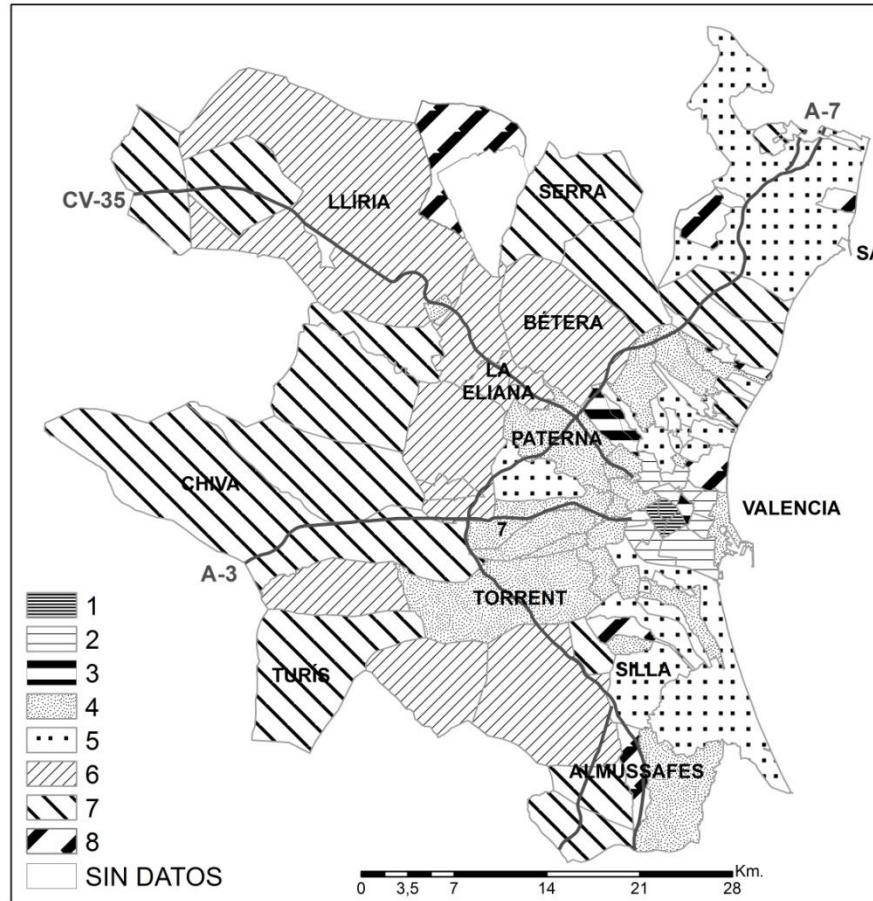 A-7
CV-35
LLÍRIA
SERRA
SA
BÉTERA
LA
ELIANA
PATERNA
CHIVA
VALENCIA
7
A-3
TORRENT
TURÍS
SILLA
ALMUSSAFES
1
2
3
4
5
6
7
8
SIN DATOS
Km.
0 3,5 7 14 21 28